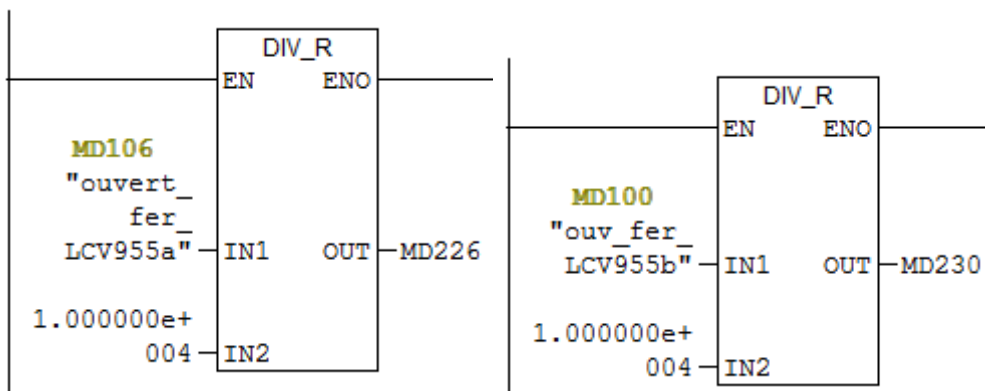 DIV_R
EN ENO
MD106
"ouvert_
fer_
LCV955a" IN1 OUT MD226
1.000000e+
004 IN2
DIV_R
EN ENO
MD100
"ouv_fer_
LCV955b" IN1 OUT MD230
1.000000e+
004 IN2